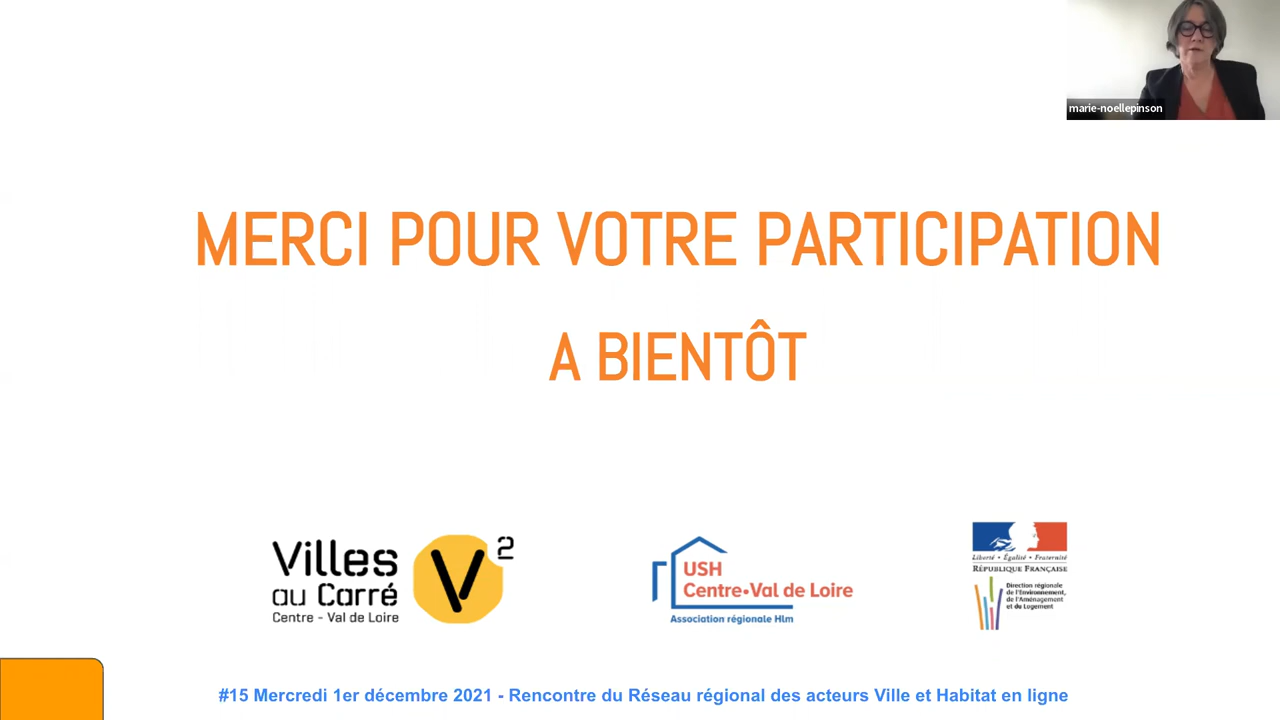 marie-noellepinson
MERCI POUR VOTRE PARTICIPATION
A BIENTÔT
Villes
au Carré
Centre - Val de Loire
V2
USH
Centre•Val de Loire
Association régionale Hlm
Liberté • Égalité • Fraternité
RÉPUBLIQUE FRANÇAISE
Direction régionale
de l'Environnement,
de l'Aménagement
et du Logement
#15 Mercredi 1er décembre 2021 - Rencontre du Réseau régional des acteurs Ville et Habitat en ligne